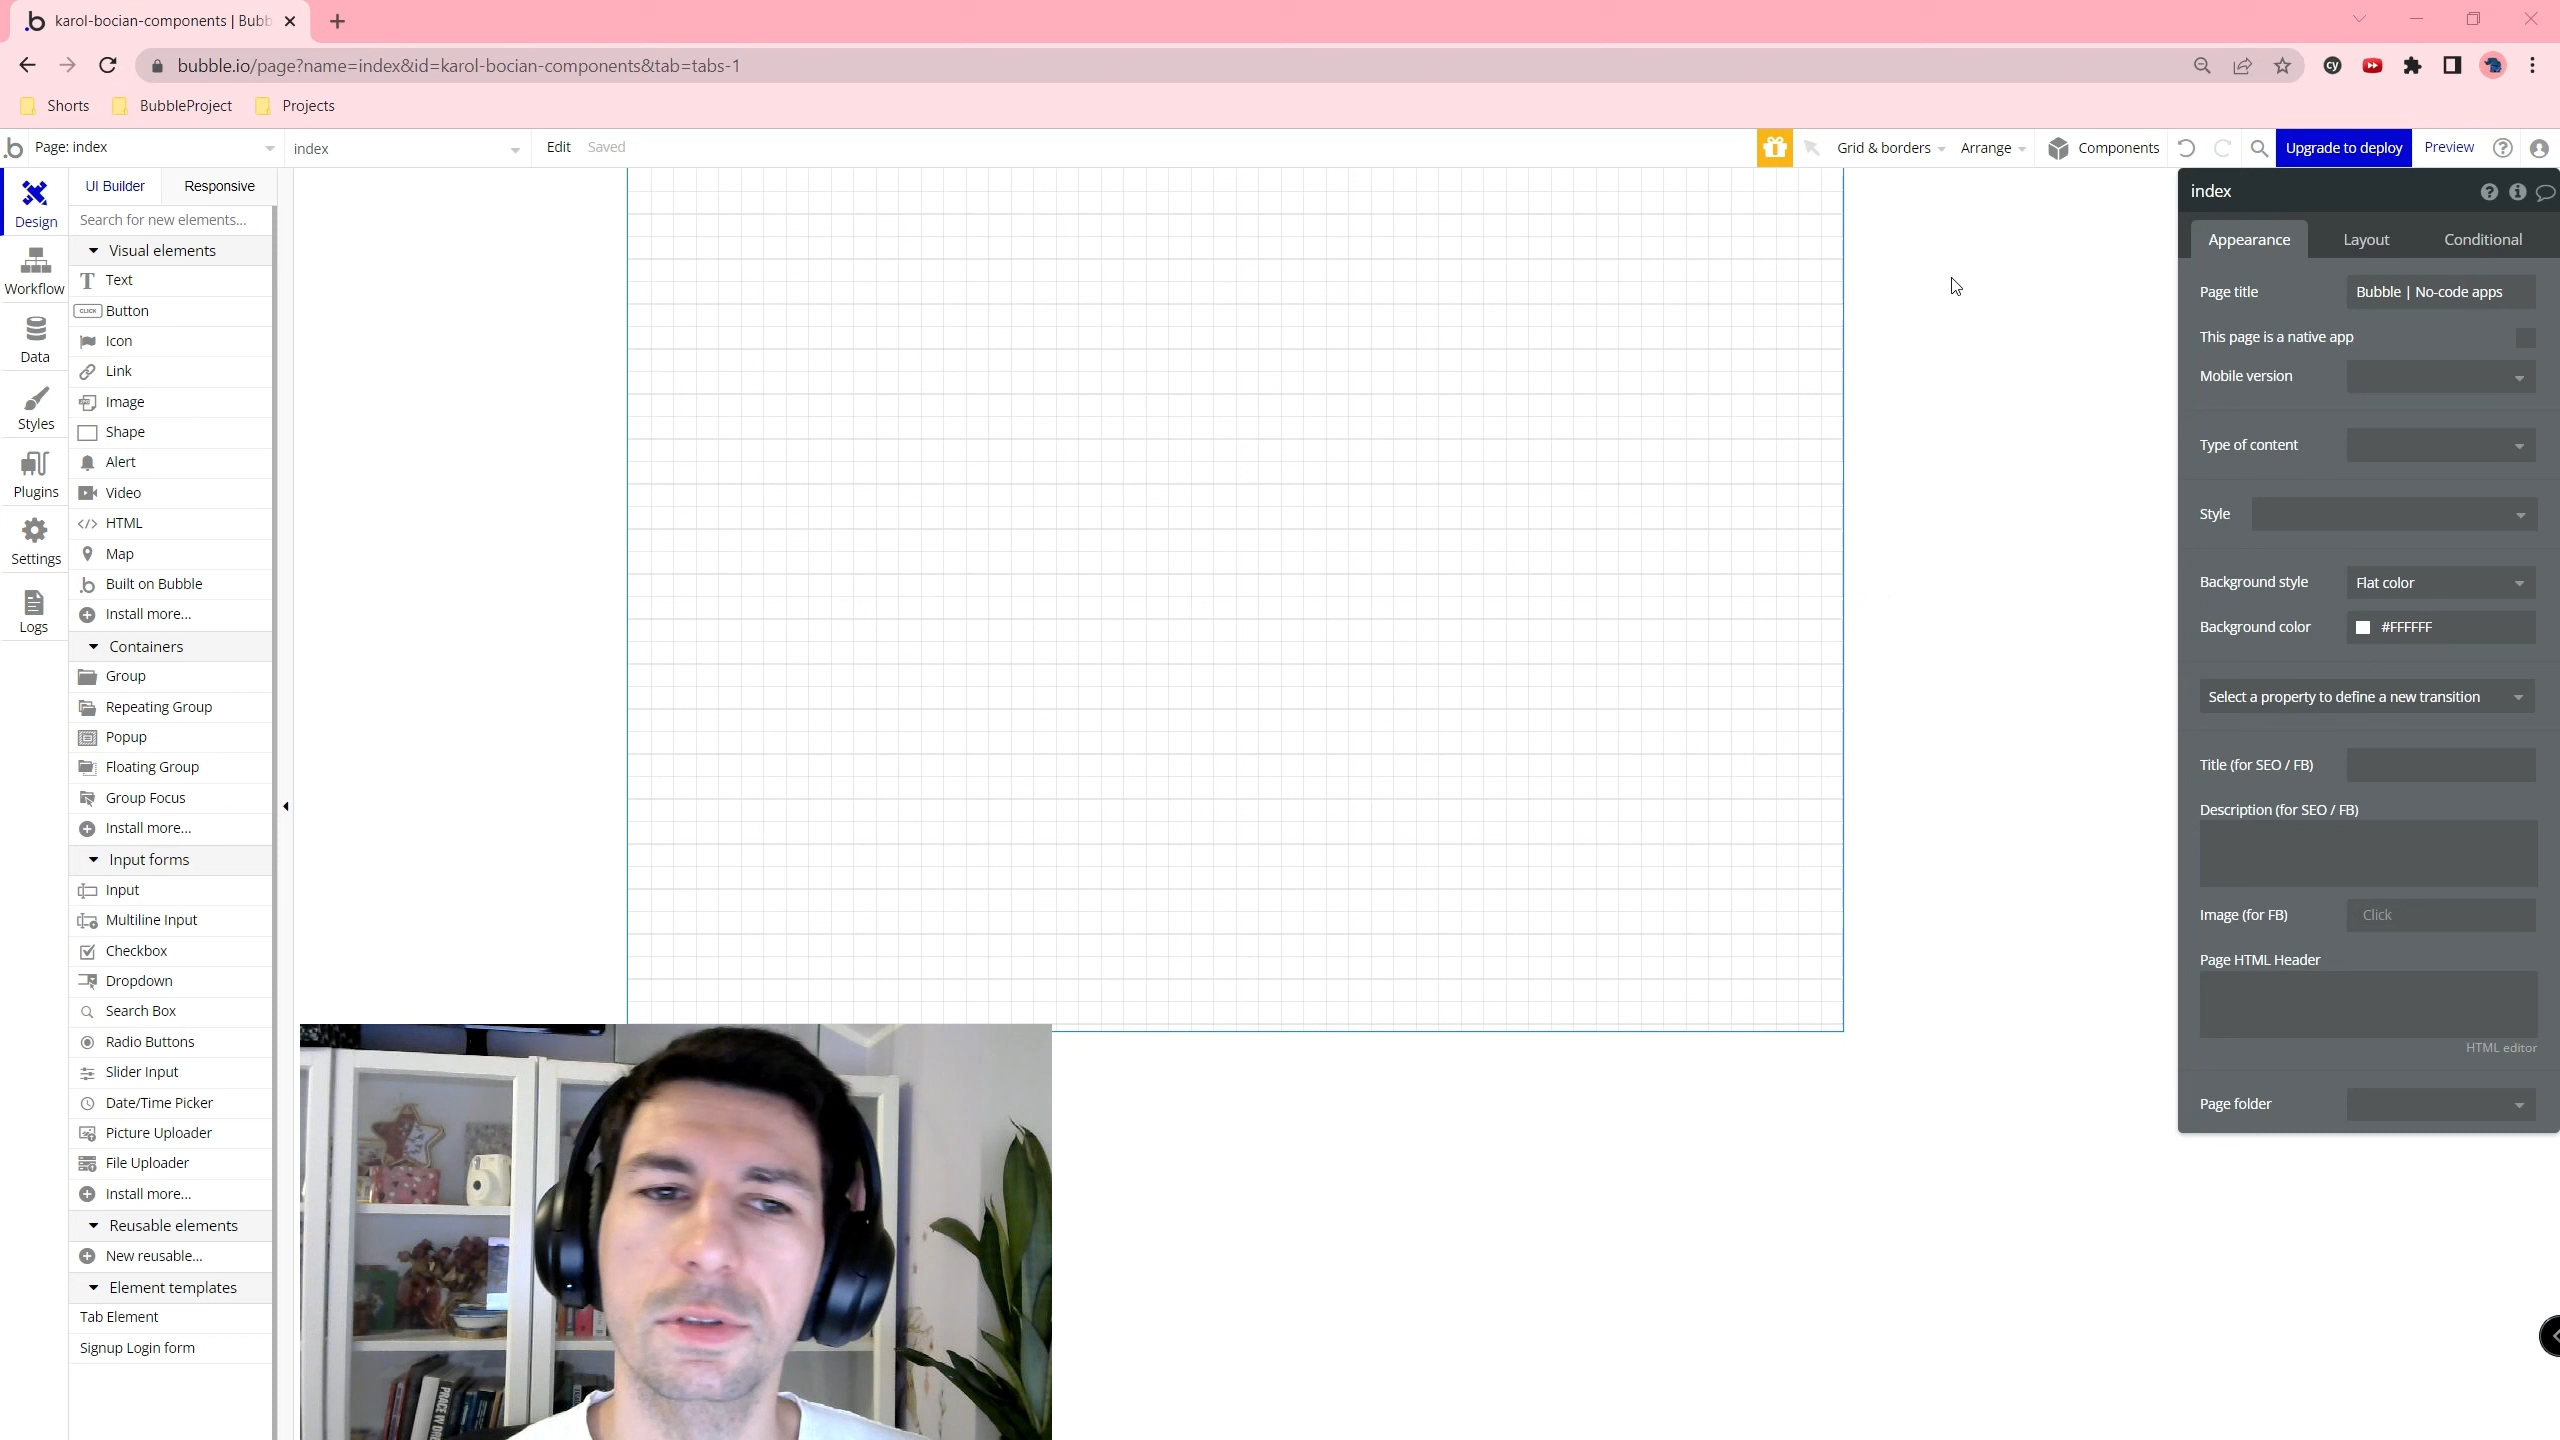 karol-bocian-components | Bubb
bubble.io/page?name=index&id=karol-bocian-components&tab=tabs-1
Shorts
BubbleProject
Projects
Page: index
index
Edit
Saved
Grid & borders
Arrange
Components
Upgrade to deploy
Preview
Design
Workflow
Data
Styles
Plugins
Settings
Logs
UI Builder
Responsive
Search for new elements...
Visual elements
Text
CLICK
Button
Icon
Link
Image
Shape
Alert
Video
HTML
Map
Built on Bubble
Install more...
Containers
Group
Repeating Group
Popup
Floating Group
Group Focus
Install more...
Input forms
Input
Multiline Input
Checkbox
Dropdown
Search Box
Radio Buttons
Slider Input
Date/Time Picker
Picture Uploader
File Uploader
Install more...
Reusable elements
New reusable...
Element templates
Tab Element
Signup Login form
index
Appearance
Layout
Conditional
Page title
Bubble | No-code apps
This page is a native app
Mobile version
Type of content
Style
Background style
Flat color
Background color
#FFFFFF
Select a property to define a new transition
Title (for SEO / FB)
Description (for SEO / FB)
Image (for FB)
Click
Page HTML Header
HTML editor
Page folder